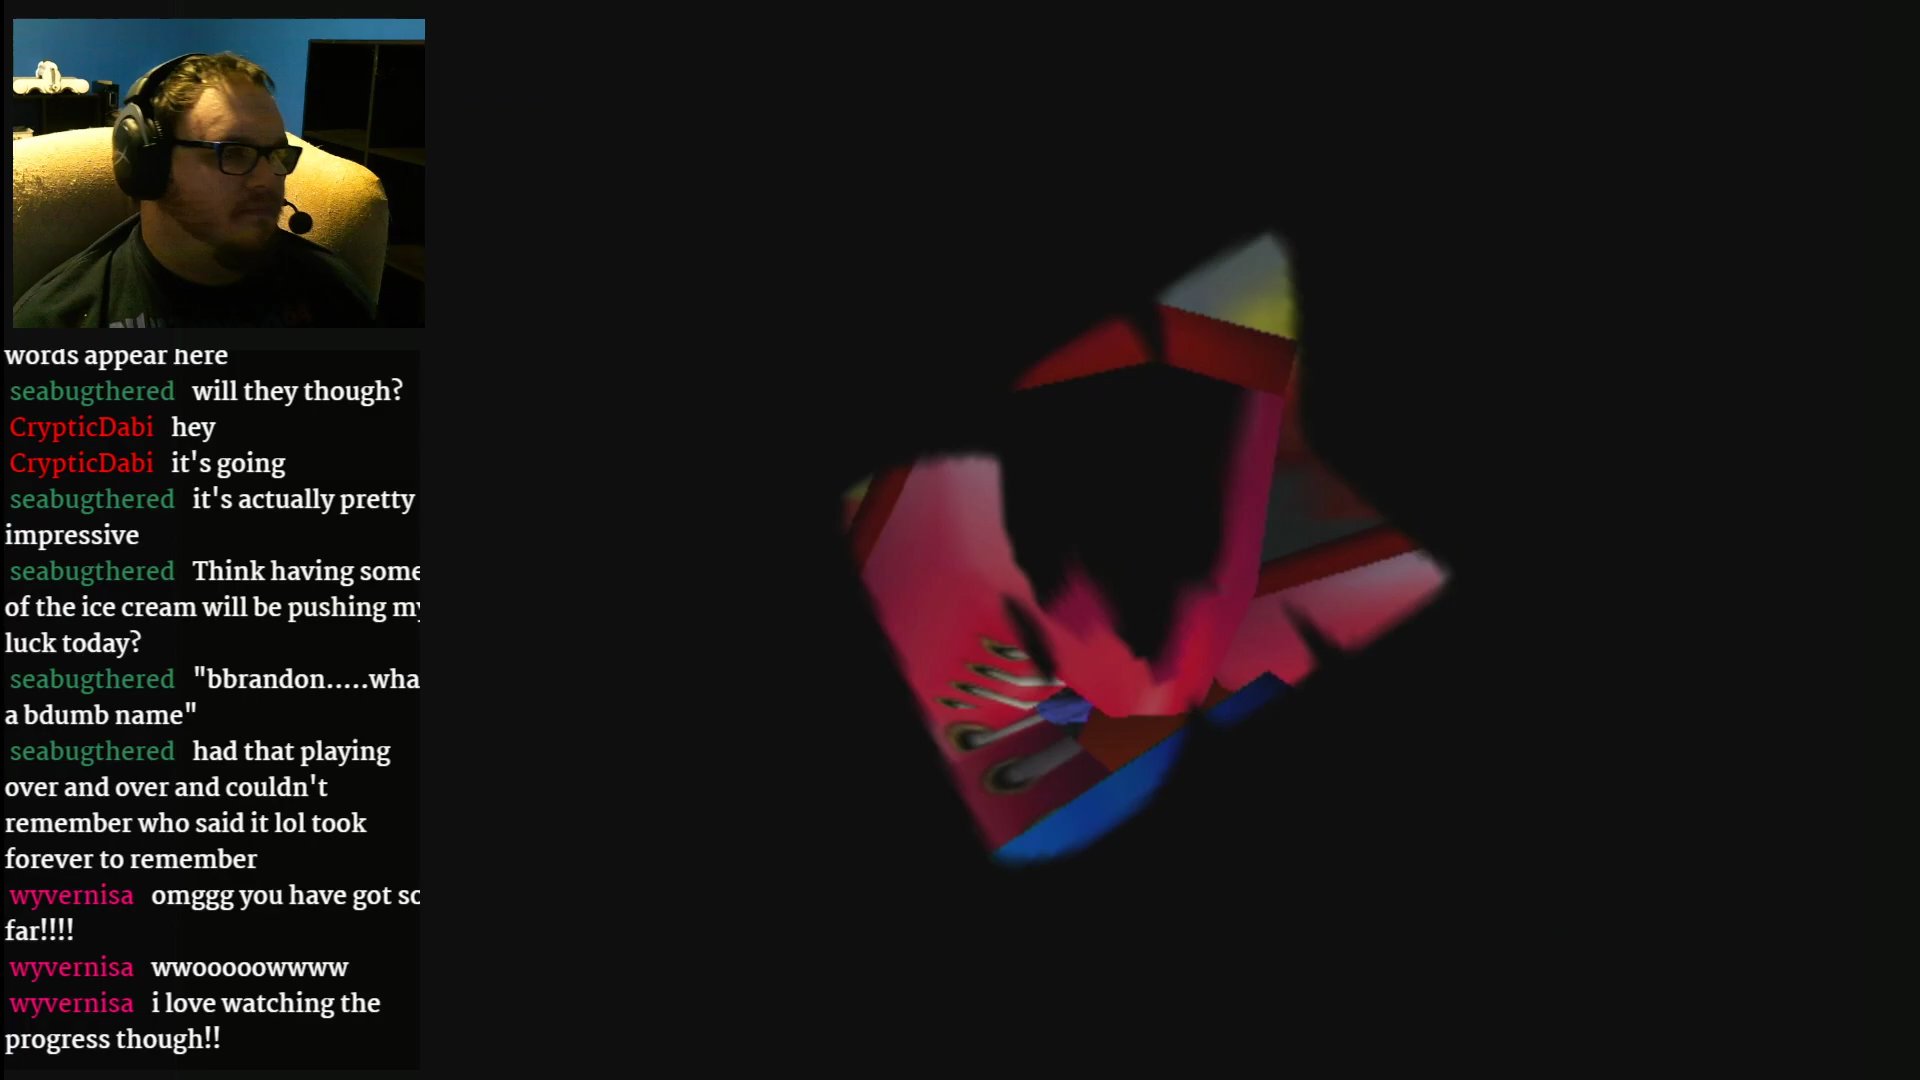 words appear here
seabugthered will they though?
CrypticDabi hey
CrypticDabi it's going
seabugthered it's actually pretty
impressive
seabugthered Think having some
of the ice cream will be pushing my
luck today?
seabugthered "bbrandon.....wha
a bdumb name"
seabugthered had that playing
over and over and couldn't
remember who said it lol took
forever to remember
wyvernisa omggg you have got so
far!!!!
wyvernisa wwooooowwww
wyvernisa i love watching the
progress though!!